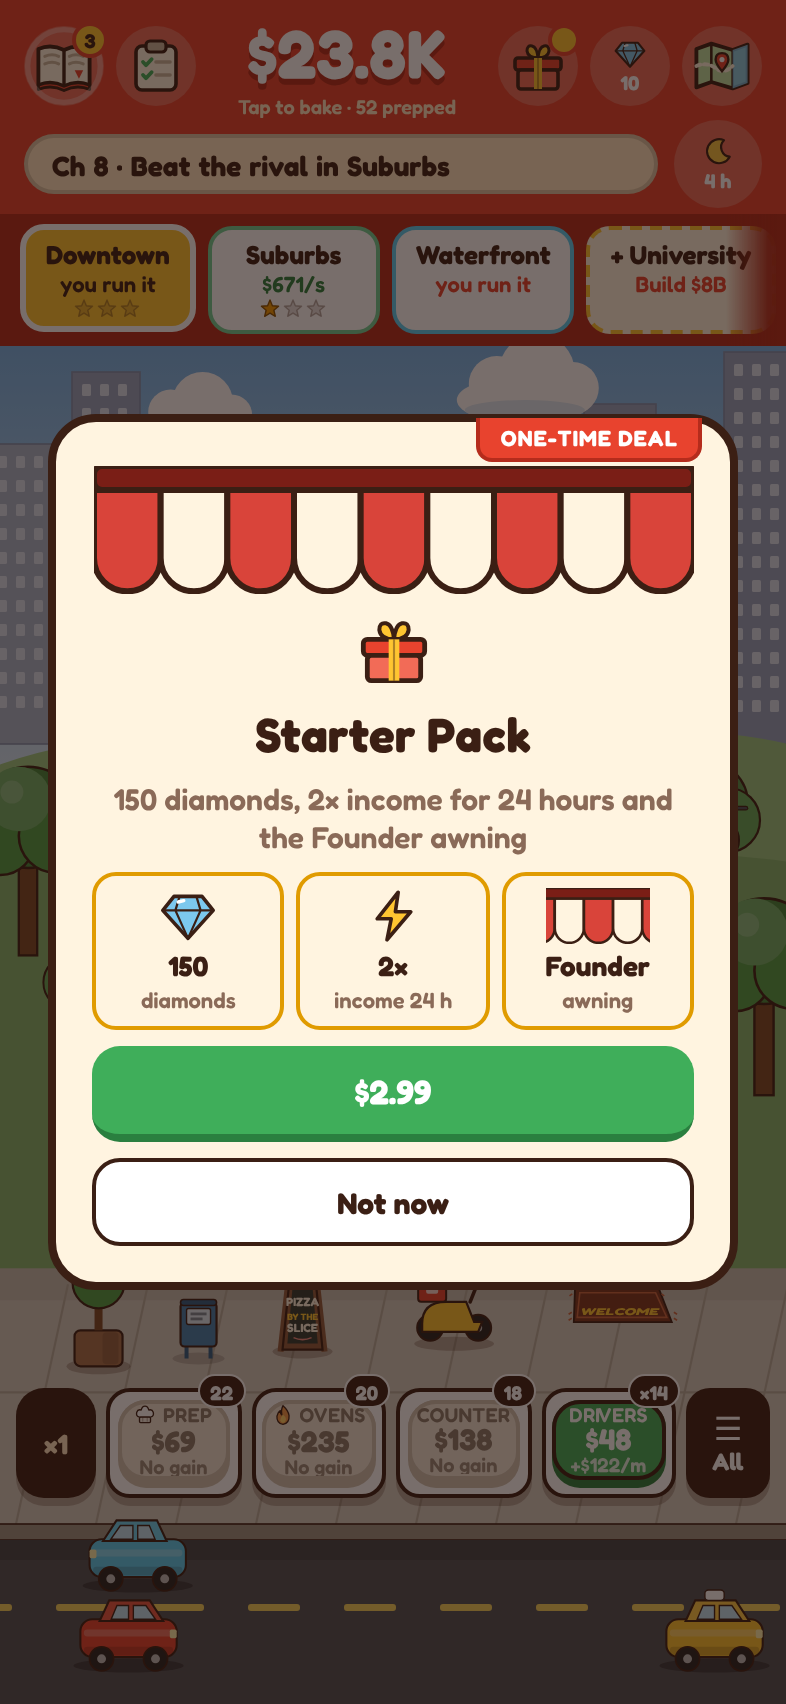 3
$23.8K
10
Tap to bake · 52 prepped
Ch 8 · Beat the rival in Suburbs
4 h
Downtown
you run it
Suburbs
$671/s
Waterfront
you run it
+ University
Build $8B
ONE-TIME DEAL
Starter Pack
150 diamonds, 2x income for 24 hours and
the Founder awning
150
diamonds
2x
income 24 h
Founder
awning
$2.99
Not now
PIZZA
BY THE
SLICE
WELCOME
x1
22
PREP
$69
No gain
20
OVENS
$235
No gain
18
COUNTER
$138
No gain
x14
DRIVERS
$48
+$122/m
All